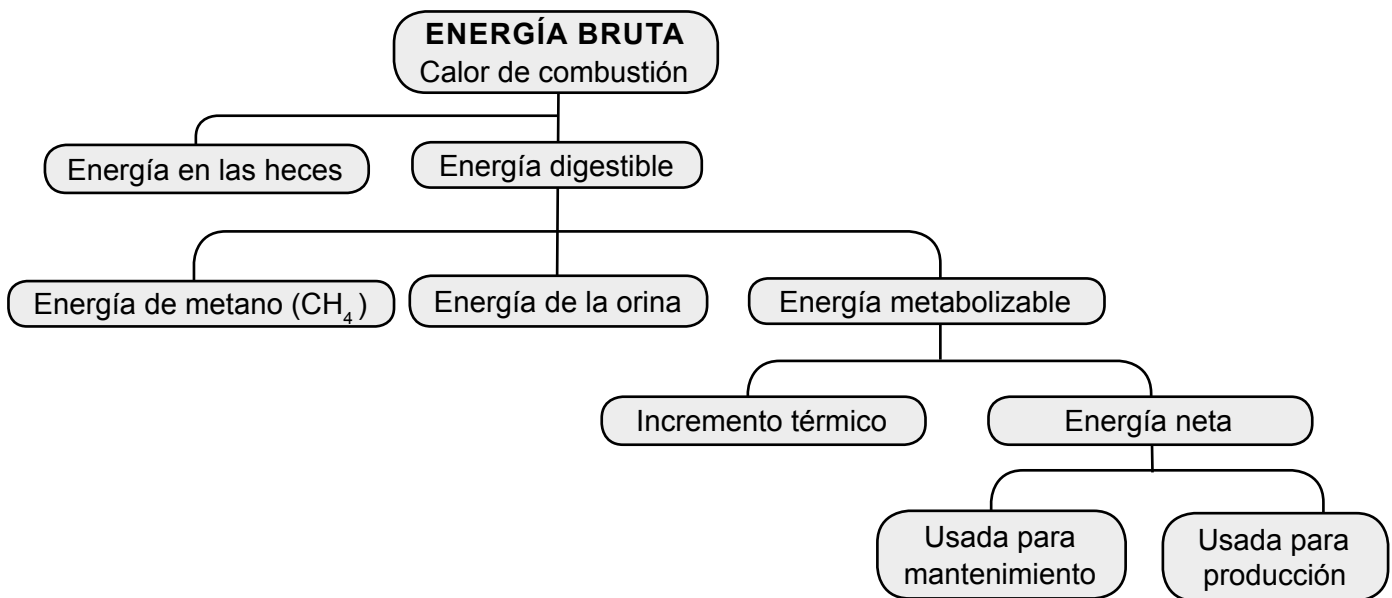 ENERGÍA BRUTA
Calor de combustión
Energía en las heces
Energía digestible
Energía de metano (CH₄)
Energía de la orina
Energía metabolizable
Incremento térmico
Energía neta
Usada para
mantenimiento
Usada para
producción